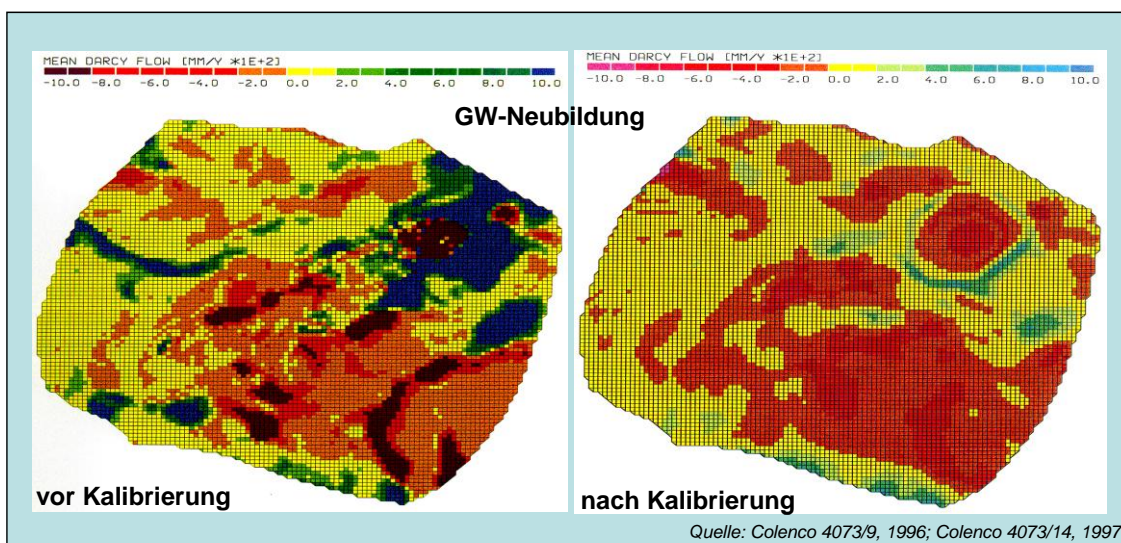 MEAN DARCY FLOW [MM/Y *1E+2]
-10.0 -8.0 -6.0 -4.0 -2.0 0.0 2.0 4.0 6.0 8.0 10.0
MEAN DARCY FLOW [MM/Y *1E+2]
-10.0 -8.0 -6.0 -4.0 -2.0 0.0 2.0 4.0 6.0 8.0 10.0
GW-Neubildung
vor Kalibrierung
nach Kalibrierung
Quelle: Colenco 4073/9, 1996; Colenco 4073/14, 1997